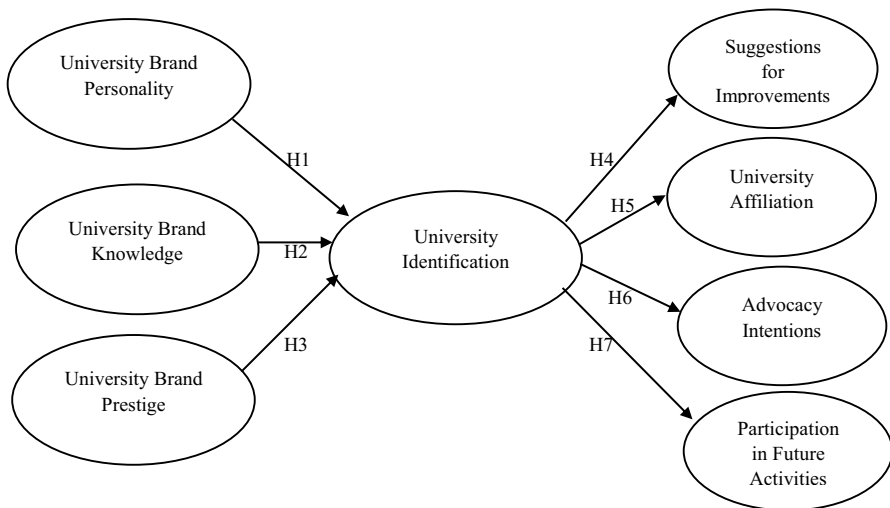 University Brand
Personality
H1
University Brand
Knowledge
H2
University Brand
Prestige
H3
University
Identification
H4
Suggestions
for
Improvements
H5
University
Affiliation
H6
Advocacy
Intentions
H7
Participation
in Future
Activities